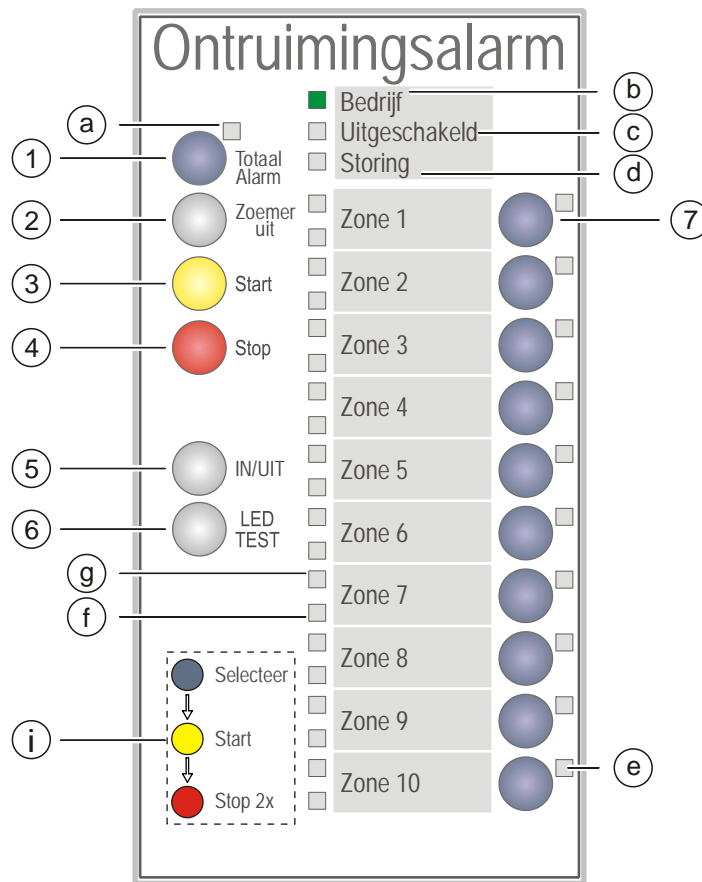 Ontruimingsalarm
Bedrijf
b
a
Uitgeschakeld
c
1
Totaal
Alarm
Storing
d
2
Zoemer
uit
Zone 1
7
3
Start
Zone 2
4
Stop
Zone 3
Zone 4
5
IN/UIT
Zone 5
6
LED
TEST
Zone 6
g
Zone 7
f
Selecteer
Zone 8
i
Start
Zone 9
Stop 2x
Zone 10
e